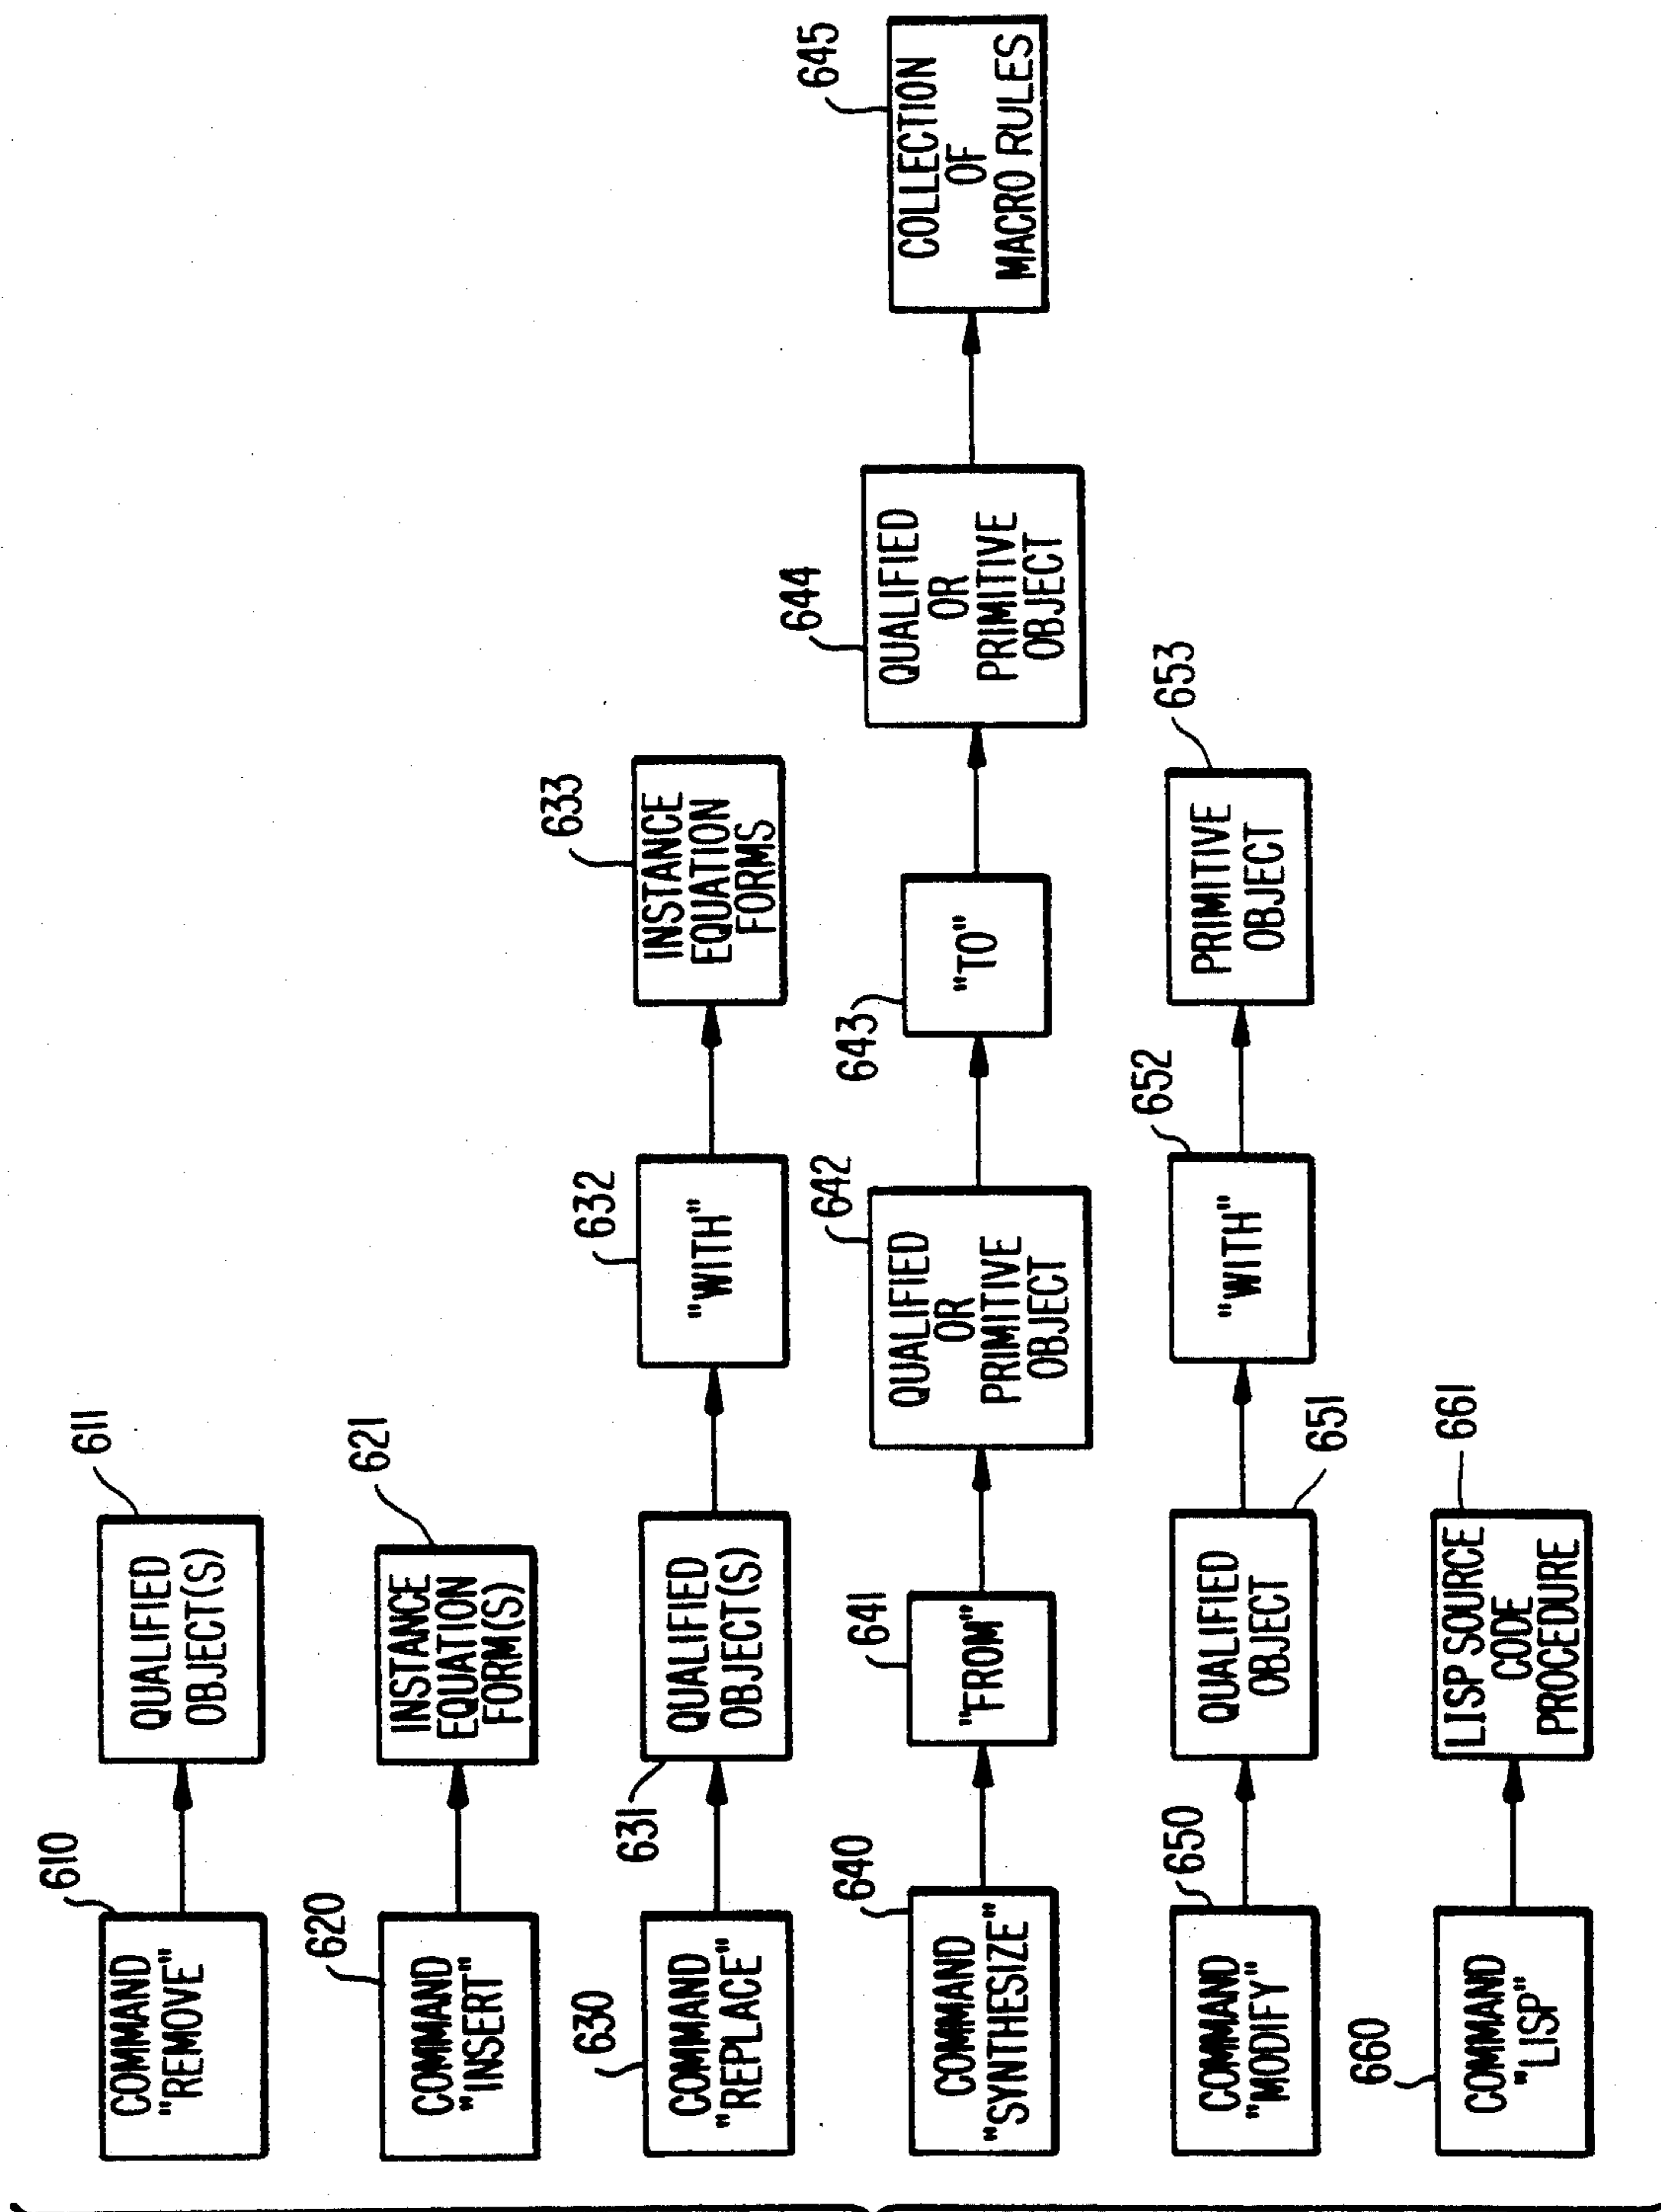 610
COMMAND
"REMOVE"
611
QUALIFIED
OBJECT(S)
620
COMMAND
"INSERT"
621
INSTANCE
EQUATION
FORM(S)
630
COMMAND
"REPLACE"
631
QUALIFIED
OBJECT(S)
632
"WITH"
633
INSTANCE
EQUATION
FORMS
640
COMMAND
"SYNTHESIZE"
641
"FROM"
642
QUALIFIED
OR
PRIMITIVE
OBJECT
643
"TO"
644
QUALIFIED
OR
PRIMITIVE
OBJECT
645
COLLECTION
OF
MACRO RULES
650
COMMAND
"MODIFY"
651
QUALIFIED
OBJECT
652
"WITH"
653
PRIMITIVE
OBJECT
660
COMMAND
"LISP"
661
LISP SOURCE
CODE
PROCEDURE